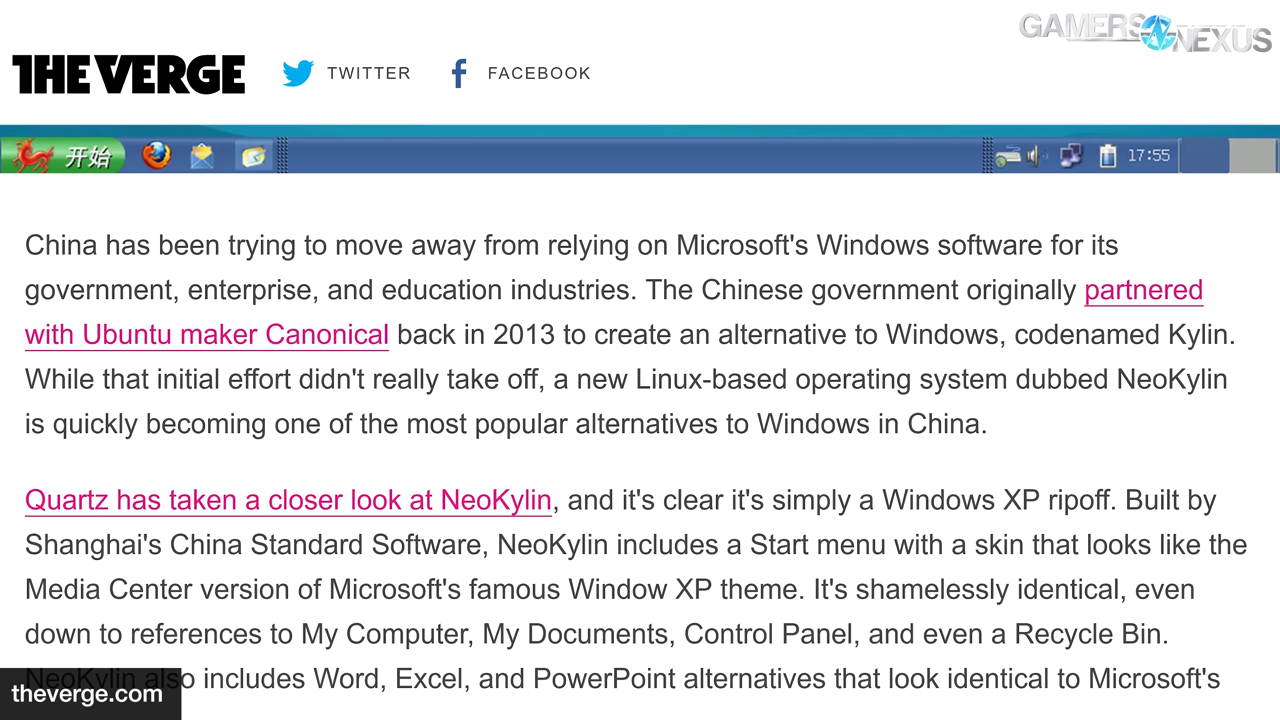 GAMERS NEXUS
THE VERGE TWITTER FACEBOOK
开始 17:55
China has been trying to move away from relying on Microsoft's Windows software for its
government, enterprise, and education industries. The Chinese government originally partnered
with Ubuntu maker Canonical back in 2013 to create an alternative to Windows, codenamed Kylin.
While that initial effort didn't really take off, a new Linux-based operating system dubbed NeoKylin
is quickly becoming one of the most popular alternatives to Windows in China.
Quartz has taken a closer look at NeoKylin, and it's clear it's simply a Windows XP ripoff. Built by
Shanghai's China Standard Software, NeoKylin includes a Start menu with a skin that looks like the
Media Center version of Microsoft's famous Window XP theme. It's shamelessly identical, even
down to references to My Computer, My Documents, Control Panel, and even a Recycle Bin.
NeoKylin also includes Word, Excel, and PowerPoint alternatives that look identical to Microsoft's
theverge.com